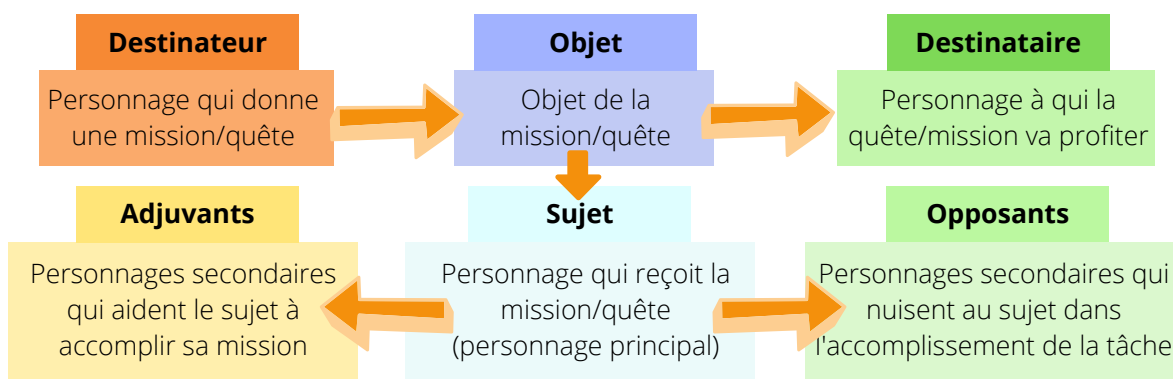 Destinateur
Personnage qui donne
une mission/quête
Objet
Objet de la
mission/quête
Destinataire
Personnage à qui la
quête/mission va profiter
Adjuvants
Personnages secondaires
qui aident le sujet à
accomplir sa mission
Sujet
Personnage qui reçoit la
mission/quête
(personnage principal)
Opposants
Personnages secondaires qui
nuisent au sujet dans
l'accomplissement de la tâche